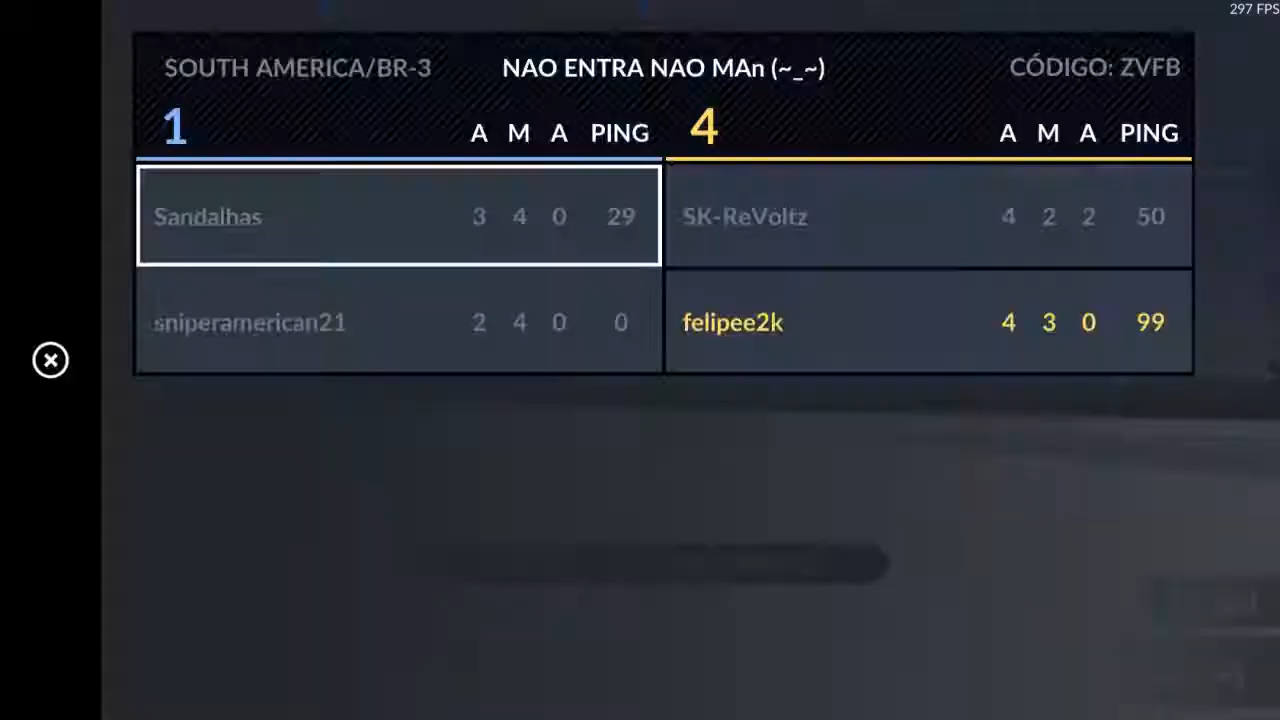 297 FPS
SOUTH AMERICA/BR-3 NAO ENTRA NAO MAn (~_~) CÓDIGO: ZVFB
1 A M A PING 4 A M A PING
Sandalhas 3 4 0 29 SK-ReVoltz 4 2 2 50
sniperamerican21 2 4 0 0 felipee2k 4 3 0 99